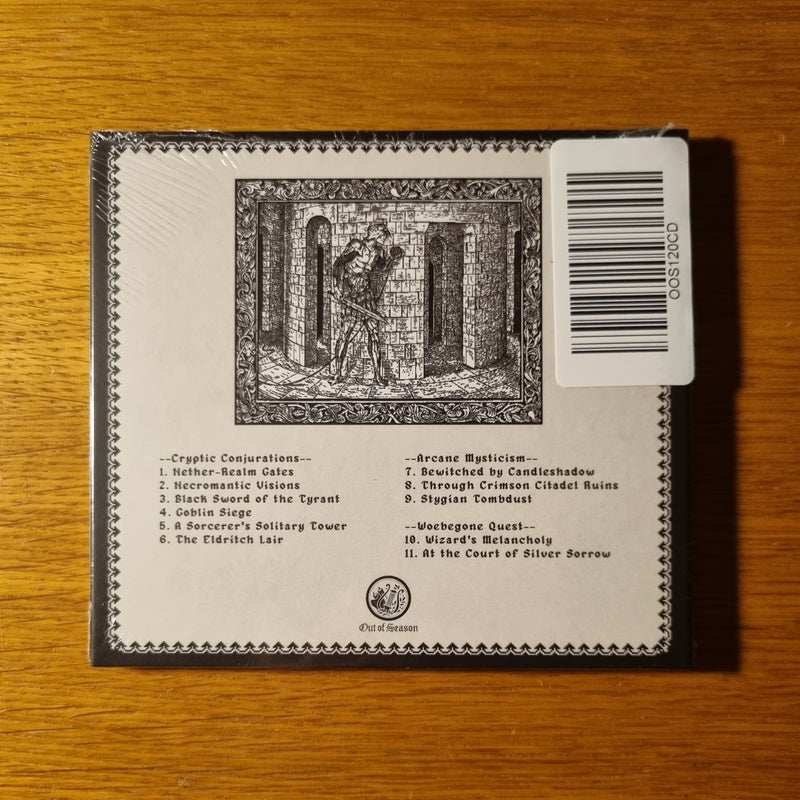 OOS120CD
--Cryptic Conjurations--
1. Nether-Realm Gates
2. Necromantic Visions
3. Black Sword of the Tyrant
4. Goblin Siege
5. A Sorcerer's Solitary Tower
6. The Eldritch Lair
--Arcane Mysticism--
7. Bewitched by Candleshadow
8. Through Crimson Citadel Ruins
9. Stygian Tombdust
--Woebegone Quest--
10. Wizard's Melancholy
11. At the Court of Silver Sorrow
Out of Season